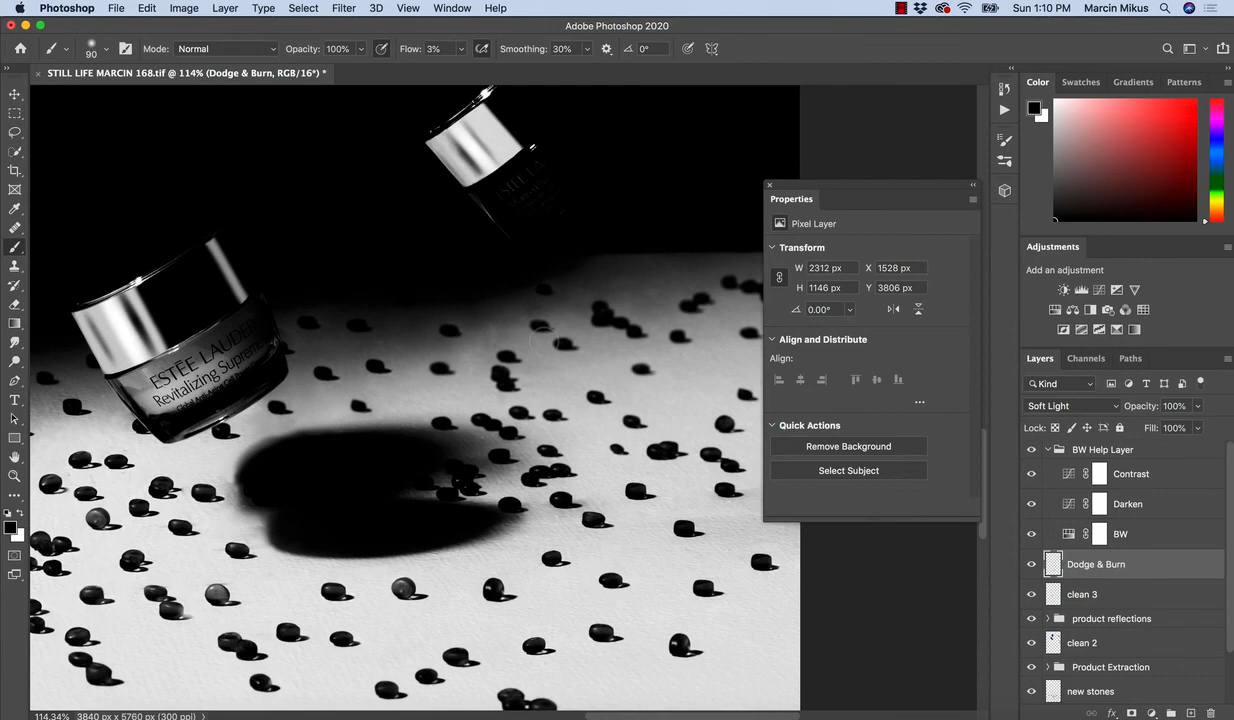 Photoshop File Edit Image Layer Type Select Filter 3D View Window Help Sun 1:10 PM Marcin Mikus
Adobe Photoshop 2020
90 Mode: Normal Opacity: 100% Flow: 3% Smoothing: 30% 0°
STILL LIFE MARCIN 168.tif @ 114% (Dodge & Burn, RGB/16*) *
Color Swatches Gradients Patterns
Properties
Pixel Layer
Transform
W 2312 px X 1528 px
H 1146 px Y 3806 px
0.00°
Align and Distribute
Align:
Quick Actions
Remove Background
Select Subject
Adjustments
Add an adjustment
Layers Channels Paths
Kind
Soft Light Opacity: 100%
Lock: Fill: 100%
BW Help Layer
Contrast
Darken
BW
Dodge & Burn
clean 3
product reflections
clean 2
Product Extraction
new stones
ESTĒE LAUDER
Revitalizing Supreme
114.34% 3840 px x 5760 px (300 ppi)